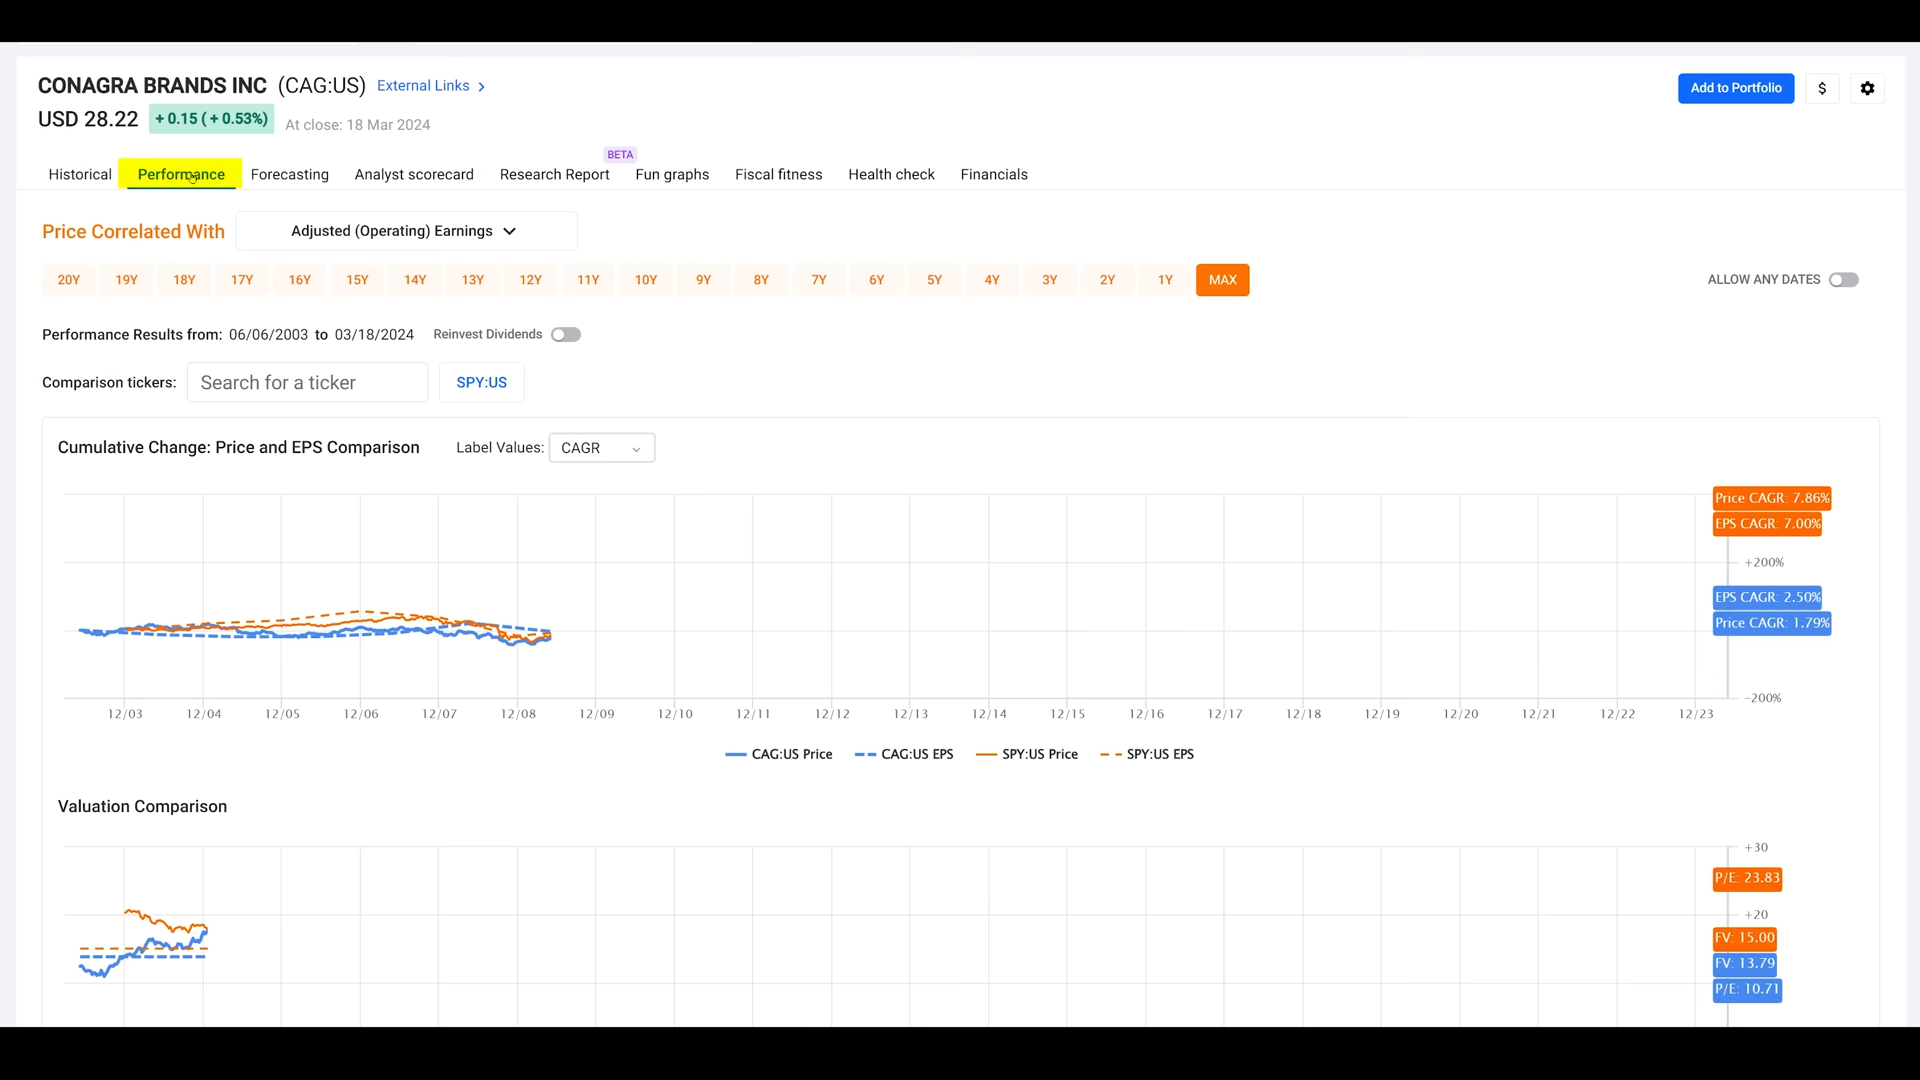 CONAGRA BRANDS INC (CAG:US) External Links
USD 28.22 + 0.15 ( + 0.53%) At close: 18 Mar 2024
Add to Portfolio $
BETA
Historical Performance Forecasting Analyst scorecard Research Report Fun graphs Fiscal fitness Health check Financials
Price Correlated With Adjusted (Operating) Earnings
20Y 19Y 18Y 17Y 16Y 15Y 14Y 13Y 12Y 11Y 10Y 9Y 8Y 7Y 6Y 5Y 4Y 3Y 2Y 1Y MAX ALLOW ANY DATES
Performance Results from: 06/06/2003 to 03/18/2024 Reinvest Dividends
Comparison tickers: Search for a ticker SPY:US
Cumulative Change: Price and EPS Comparison Label Values: CAGR
Price CAGR: 7.86%
EPS CAGR: 7.00%
+200%
EPS CAGR: 2.50%
Price CAGR: 1.79%
-200%
12/03 12/04 12/05 12/06 12/07 12/08 12/09 12/10 12/11 12/12 12/13 12/14 12/15 12/16 12/17 12/18 12/19 12/20 12/21 12/22 12/23
CAG:US Price CAG:US EPS SPY:US Price SPY:US EPS
Valuation Comparison
+30
P/E: 23.83
+20
FV: 15.00
FV: 13.79
P/E: 10.71